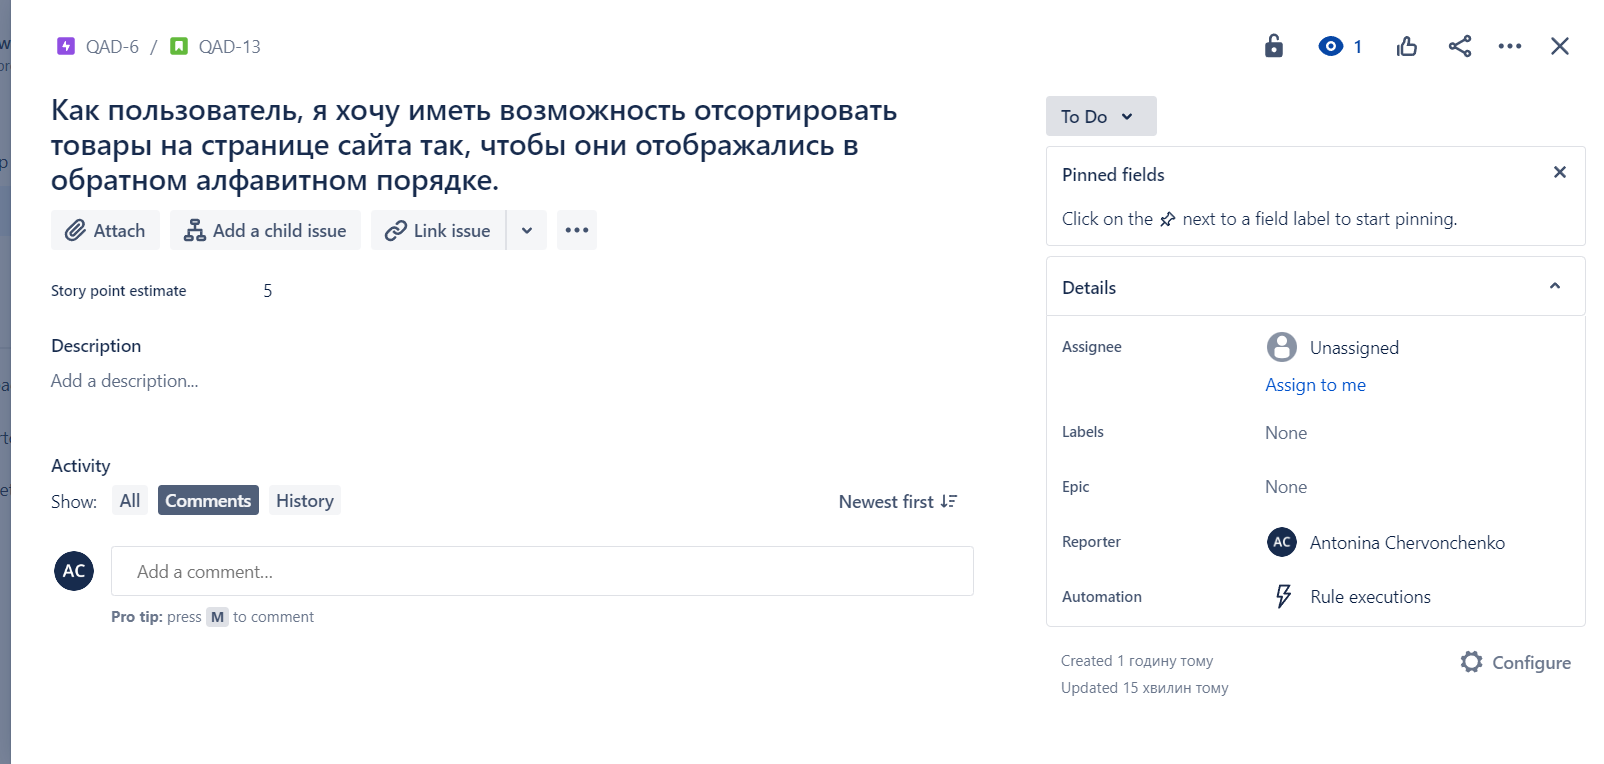 QAD-6 / QAD-13
1
Как пользователь, я хочу иметь возможность отсортировать
товары на странице сайта так, чтобы они отображались в
обратном алфавитном порядке.
Attach Add a child issue Link issue
Story point estimate 5
Description
Add a description...
Activity
Show: All Comments History Newest first
AC Add a comment...
Pro tip: press M to comment
To Do
Pinned fields
Click on the next to a field label to start pinning.
Details
Assignee Unassigned
Assign to me
Labels None
Epic None
Reporter AC Antonina Chervonchenko
Automation Rule executions
Created 1 годину тому
Updated 15 хвилин тому
Configure